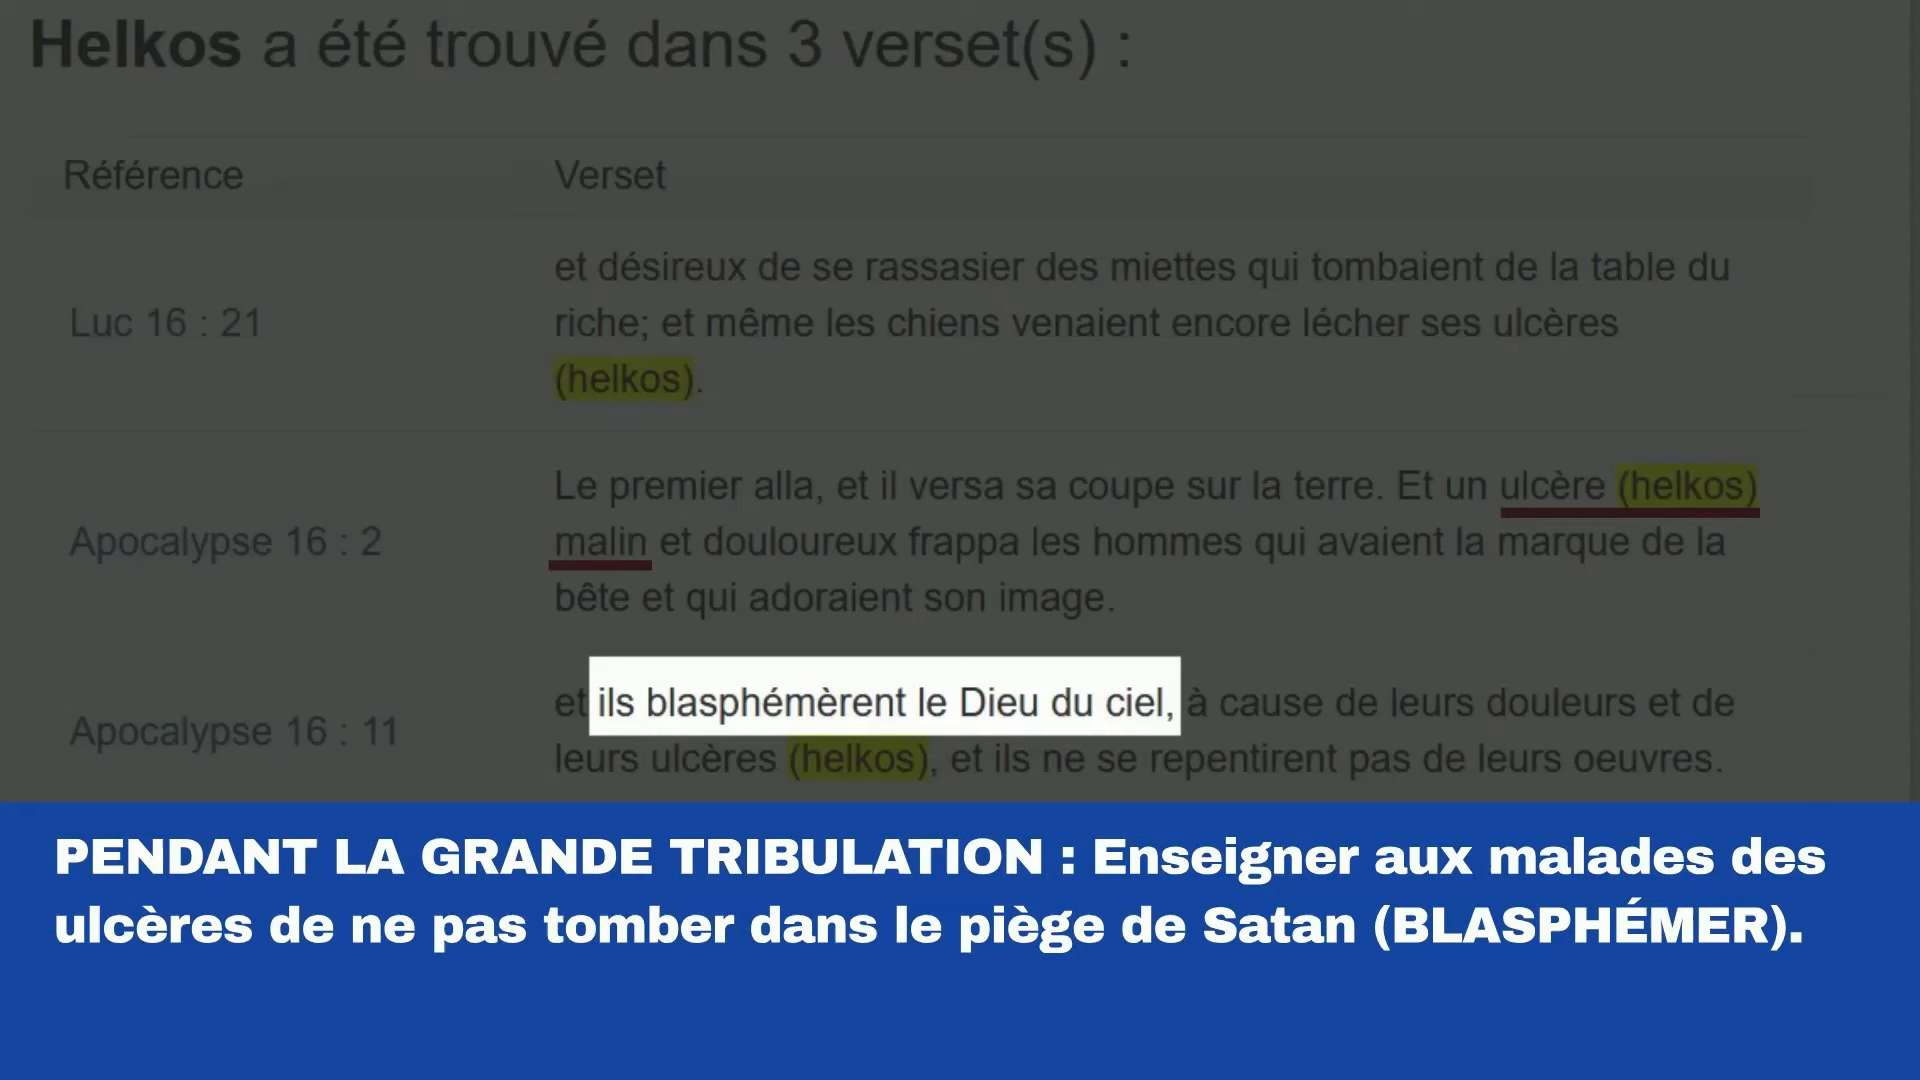 Helkos a été trouvé dans 3 verset(s) :
Référence Verset
Luc 16 : 21
et désireux de se rassasier des miettes qui tombaient de la table du
riche; et même les chiens venaient encore lécher ses ulcères
(helkos).
Apocalypse 16 : 2
Le premier alla, et il versa sa coupe sur la terre. Et un ulcère (helkos)
malin et douloureux frappa les hommes qui avaient la marque de la
bête et qui adoraient son image.
Apocalypse 16 : 11
et ils blasphémèrent le Dieu du ciel, à cause de leurs douleurs et de
leurs ulcères (helkos), et ils ne se repentirent pas de leurs oeuvres.
PENDANT LA GRANDE TRIBULATION : Enseigner aux malades des
ulcères de ne pas tomber dans le piège de Satan (BLASPHÉMER).